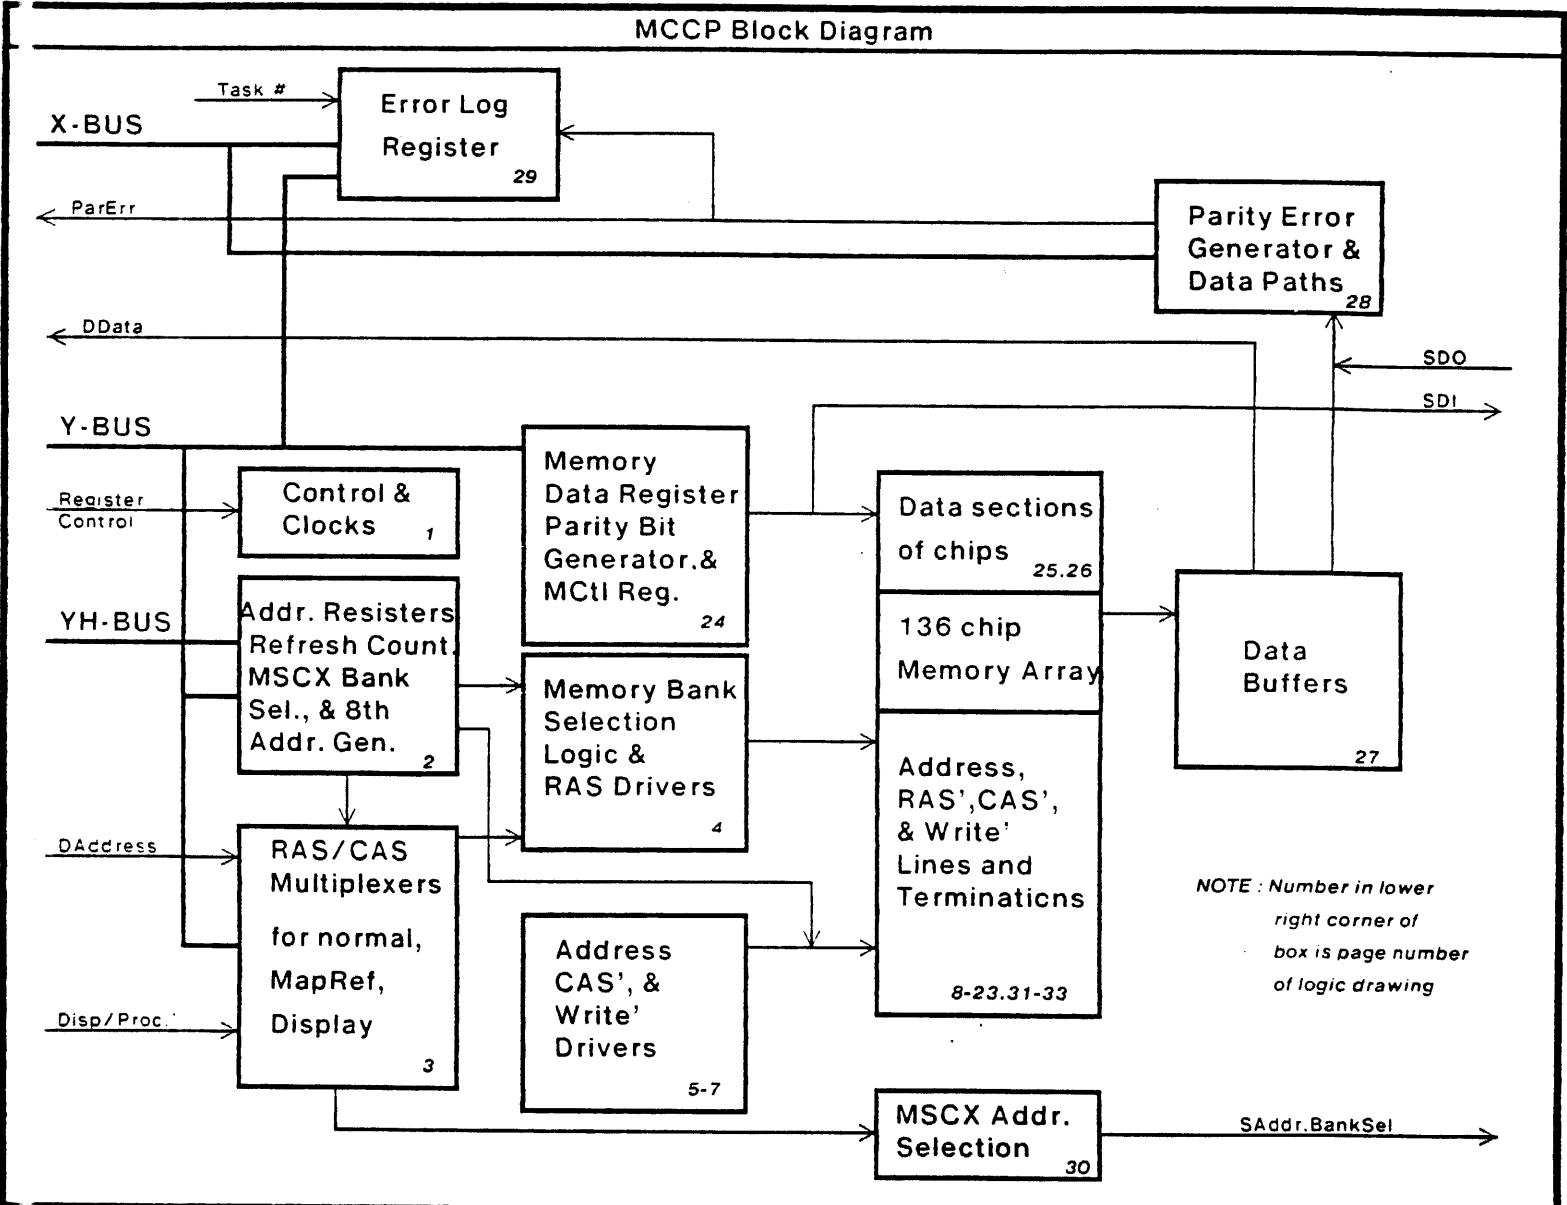 MCCP Block Diagram
Task #
Error Log
Register
29
X-BUS
ParErr
Parity Error
Generator &
Data Paths
28
DData
SDO
SDI
Y-BUS
Memory
Data Register
Parity Bit
Generator.&
MCtl Reg.
24
Register
Control
Control &
Clocks
1
Data sections
of chips
25.26
136 chip
Memory Array
YH-BUS
Addr. Resisters
Refresh Count.
MSCX Bank
Sel., & 8th
Addr. Gen.
2
Memory Bank
Selection
Logic &
RAS Drivers
4
Data
Buffers
27
Address,
RAS',CAS',
& Write'
Lines and
Terminaticns
8-23.31-33
DAddress
RAS/CAS
Multiplexers
for normal,
MapRef,
Display
3
Disp/Proc.
Address
CAS', &
Write'
Drivers
5-7
NOTE : Number in lower
right corner of
box is page number
of logic drawing
MSCX Addr.
Selection
30
SAddr.BankSel